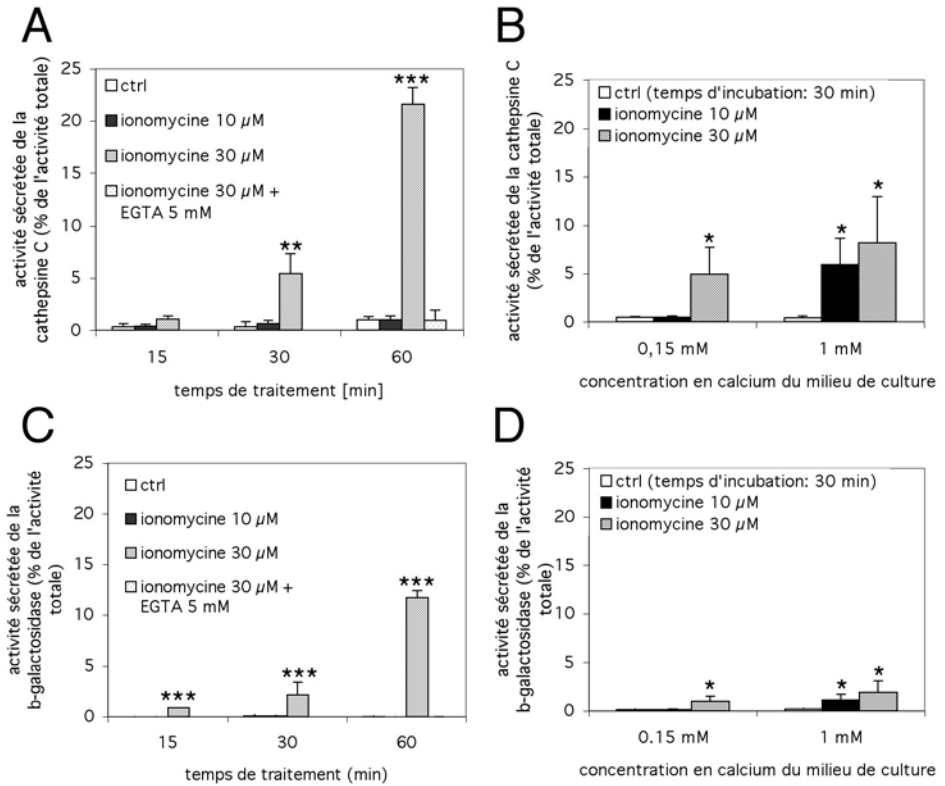 A
activité sécrétée de la
cathepsine C (% de l'activité totale)
25
20
15
10
5
0
ctrl
ionomycine 10 µM
ionomycine 30 µM
ionomycine 30 µM +
EGTA 5 mM
**
***
15
30
60
temps de traitement [min]
B
activité sécrétée de la cathepsine C
(% de l'activité totale)
25
20
15
10
5
0
ctrl (temps d'incubation: 30 min)
ionomycine 10 µM
ionomycine 30 µM
*
*
*
0,15 mM
1 mM
concentration en calcium du milieu de culture
C
activité sécrétée de la
b-galactosidase (% de l'activité
totale)
25
20
15
10
5
0
ctrl
ionomycine 10 µM
ionomycine 30 µM
ionomycine 30 µM +
EGTA 5 mM
***
***
***
15
30
60
temps de traitement (min)
D
activité sécrétée de la
b-galactosidase (% de l'activité
totale)
25
20
15
10
5
0
ctrl (temps d'incubation: 30 min)
ionomycine 10 µM
ionomycine 30 µM
*
*
*
0.15 mM
1 mM
concentration en calcium du milieu de culture